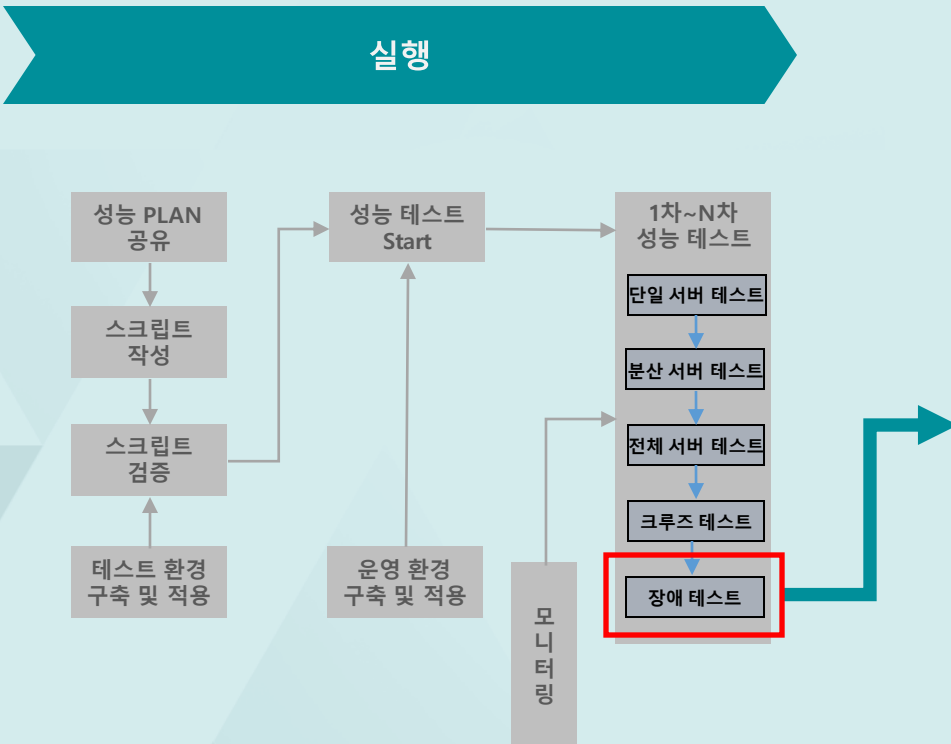 실행
성능 PLAN
공유
스크립트
작성
스크립트
검증
테스트 환경
구축 및 적용
성능 테스트
Start
운영 환경
구축 및 적용
모
니
터
링
1차~N차
성능 테스트
단일 서버 테스트
분산 서버 테스트
전체 서버 테스트
크루즈 테스트
장애 테스트